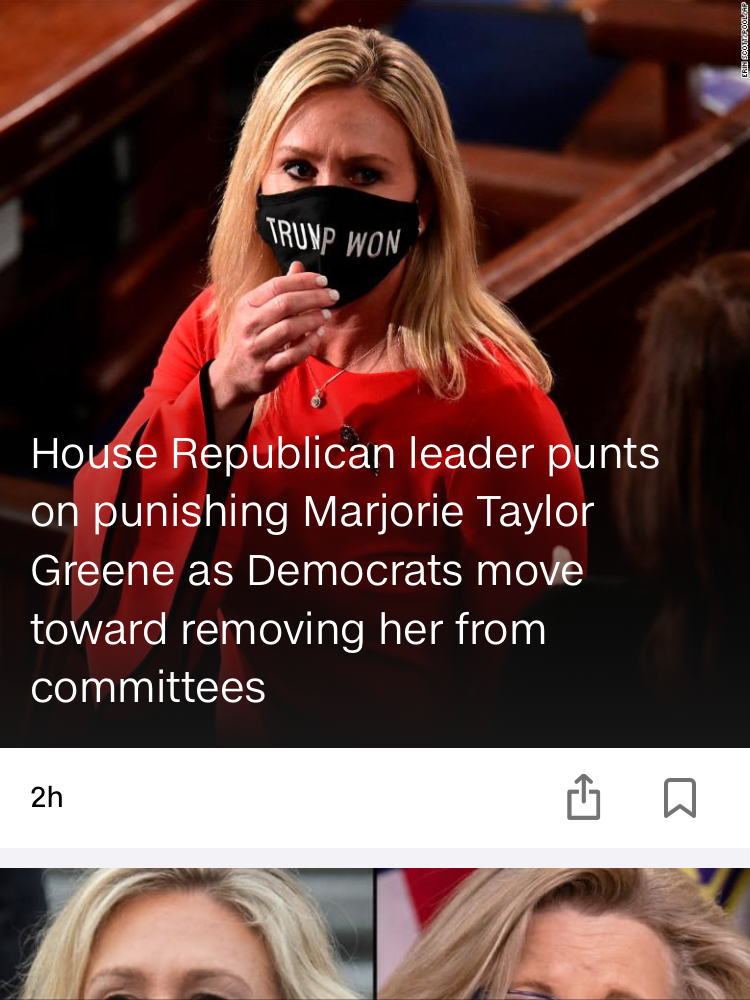 ERIN SCOTT/POOL/AP
TRUMP WON
House Republican leader punts
on punishing Marjorie Taylor
Greene as Democrats move
toward removing her from
committees
2h